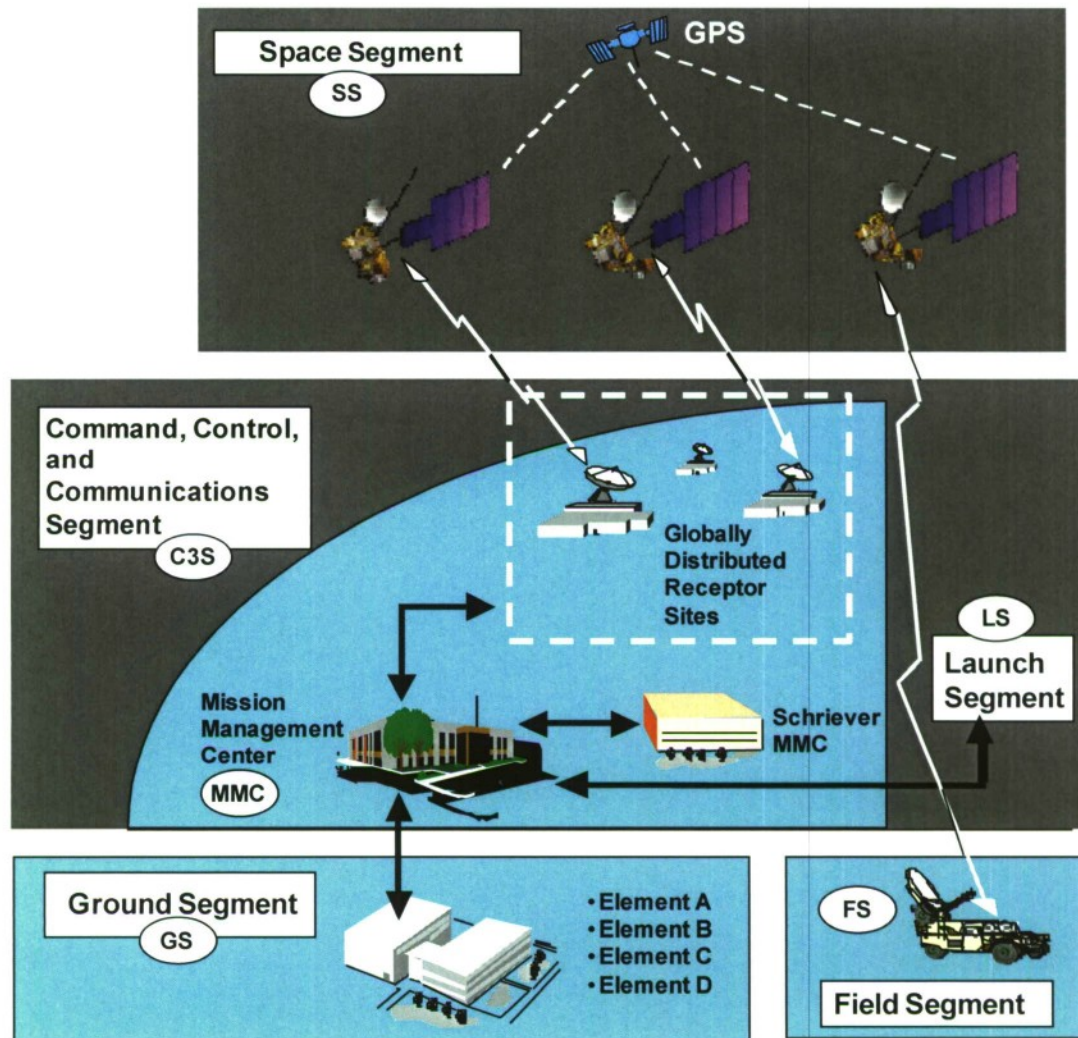 Space Segment
SS
GPS
Command, Control,
and
Communications
Segment
C3S
Globally
Distributed
Receptor
Sites
LS
Launch
Segment
Mission
Management
Center
MMC
Schriever
MMC
Ground Segment
GS
• Element A
• Element B
• Element C
• Element D
FS
Field Segment